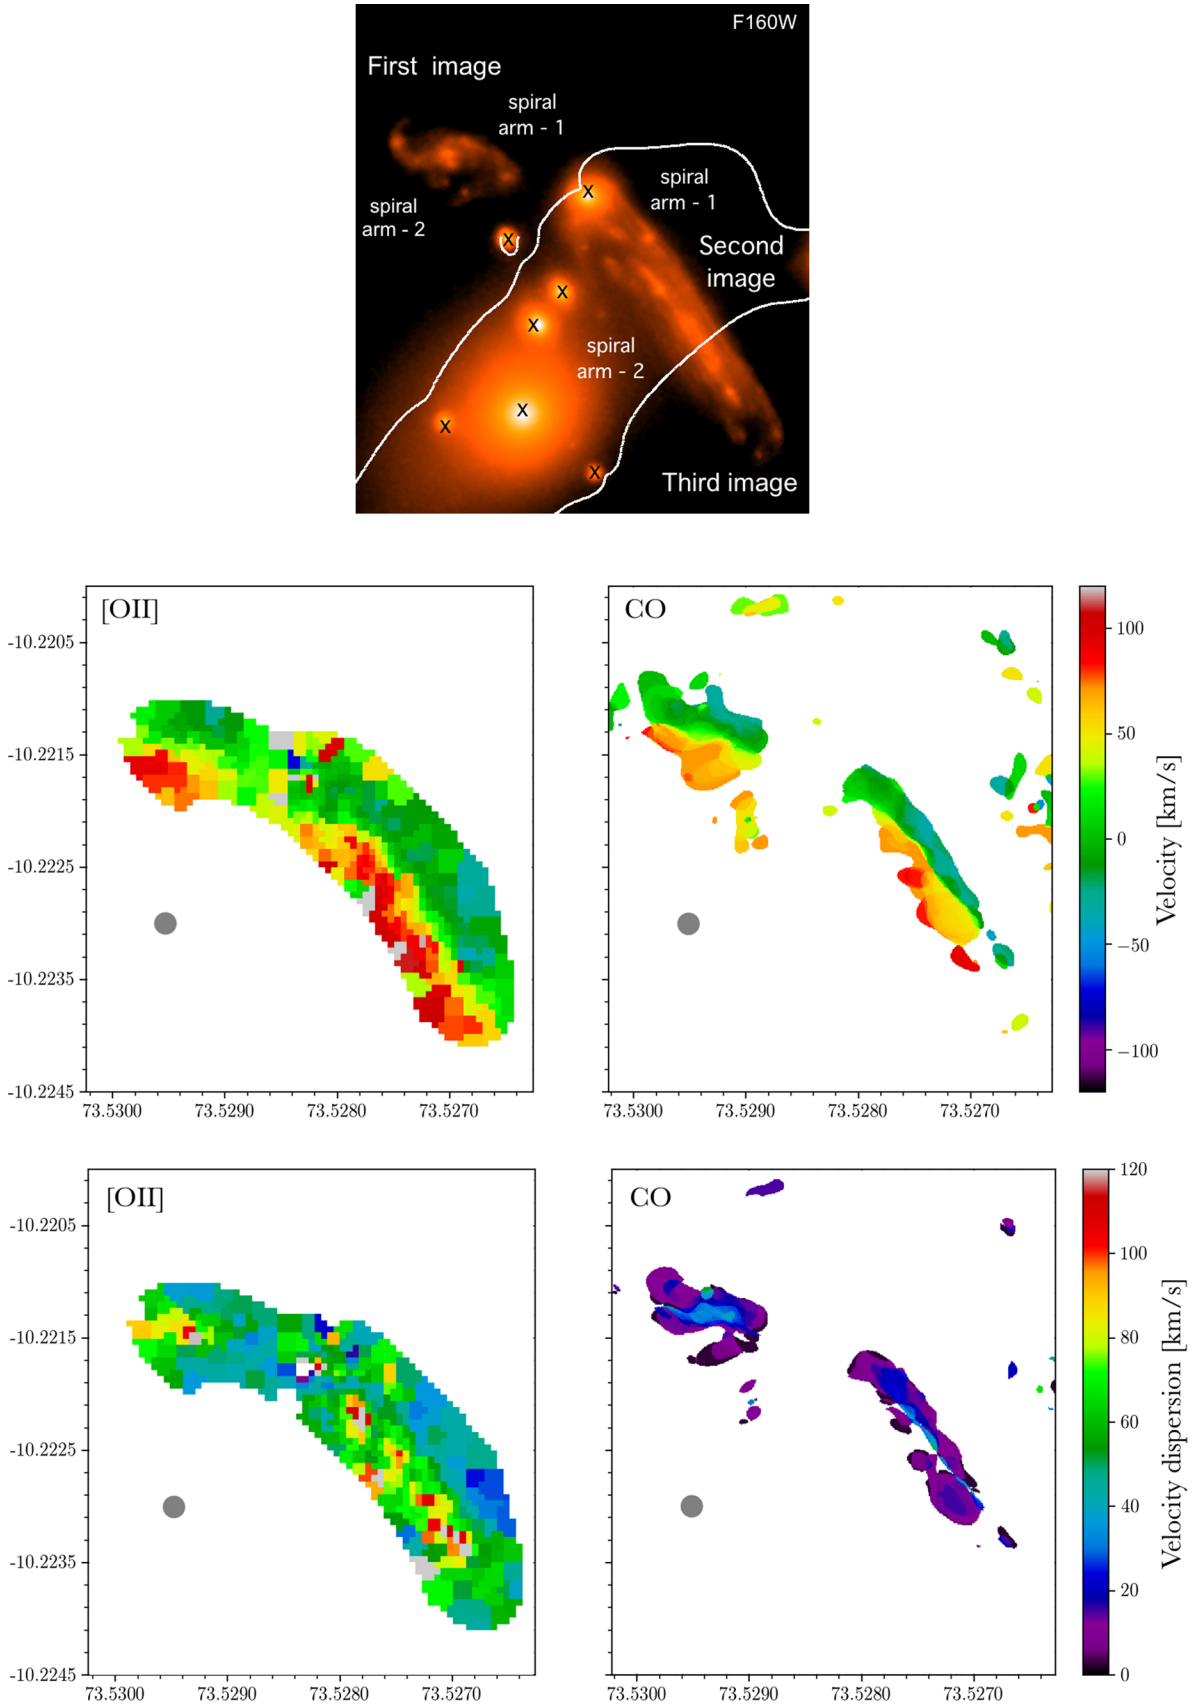 F160W
First image
spiral
arm - 1
spiral
arm - 1
spiral
arm - 2
Second
image
spiral
arm - 2
Third image
x
x
x
x
x
x
x
[OII]
CO
-10.2205
-10.2215
-10.2225
-10.2235
-10.2245
73.5300 73.5290 73.5280 73.5270
73.5300 73.5290 73.5280 73.5270
100
50
0
−50
−100
Velocity [km/s]
[OII]
CO
-10.2205
-10.2215
-10.2225
-10.2235
-10.2245
73.5300 73.5290 73.5280 73.5270
73.5300 73.5290 73.5280 73.5270
120
100
80
60
40
20
0
Velocity dispersion [km/s]